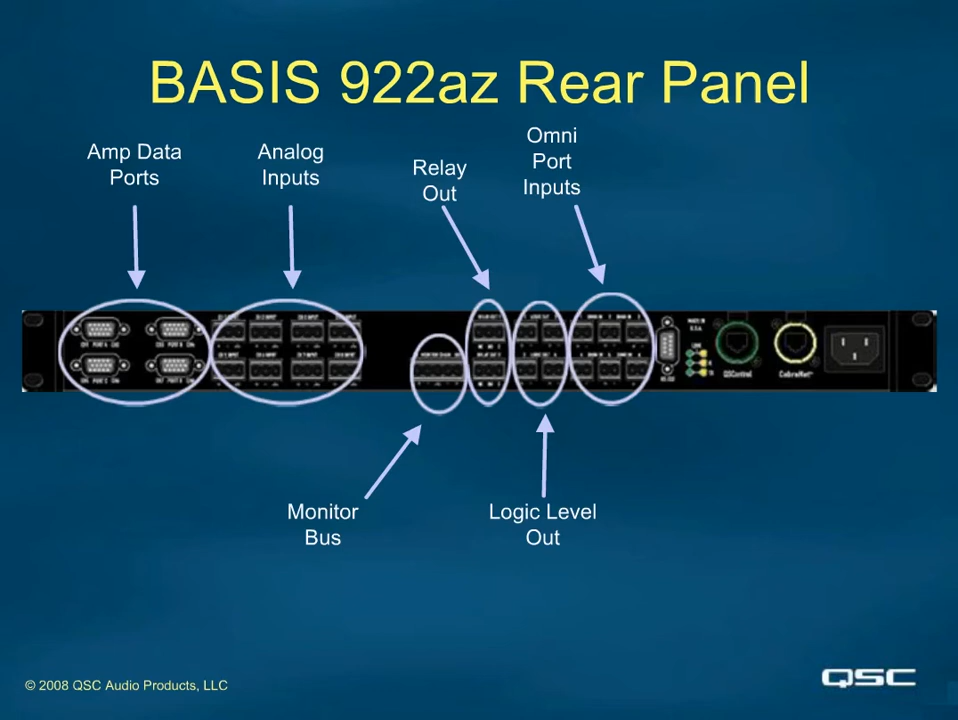 BASIS 922az Rear Panel
Amp Data
Ports
Analog
Inputs
Relay
Out
Omni
Port
Inputs
QSControl
CobraNet
Monitor
Bus
Logic Level
Out
© 2008 QSC Audio Products, LLC
QSC